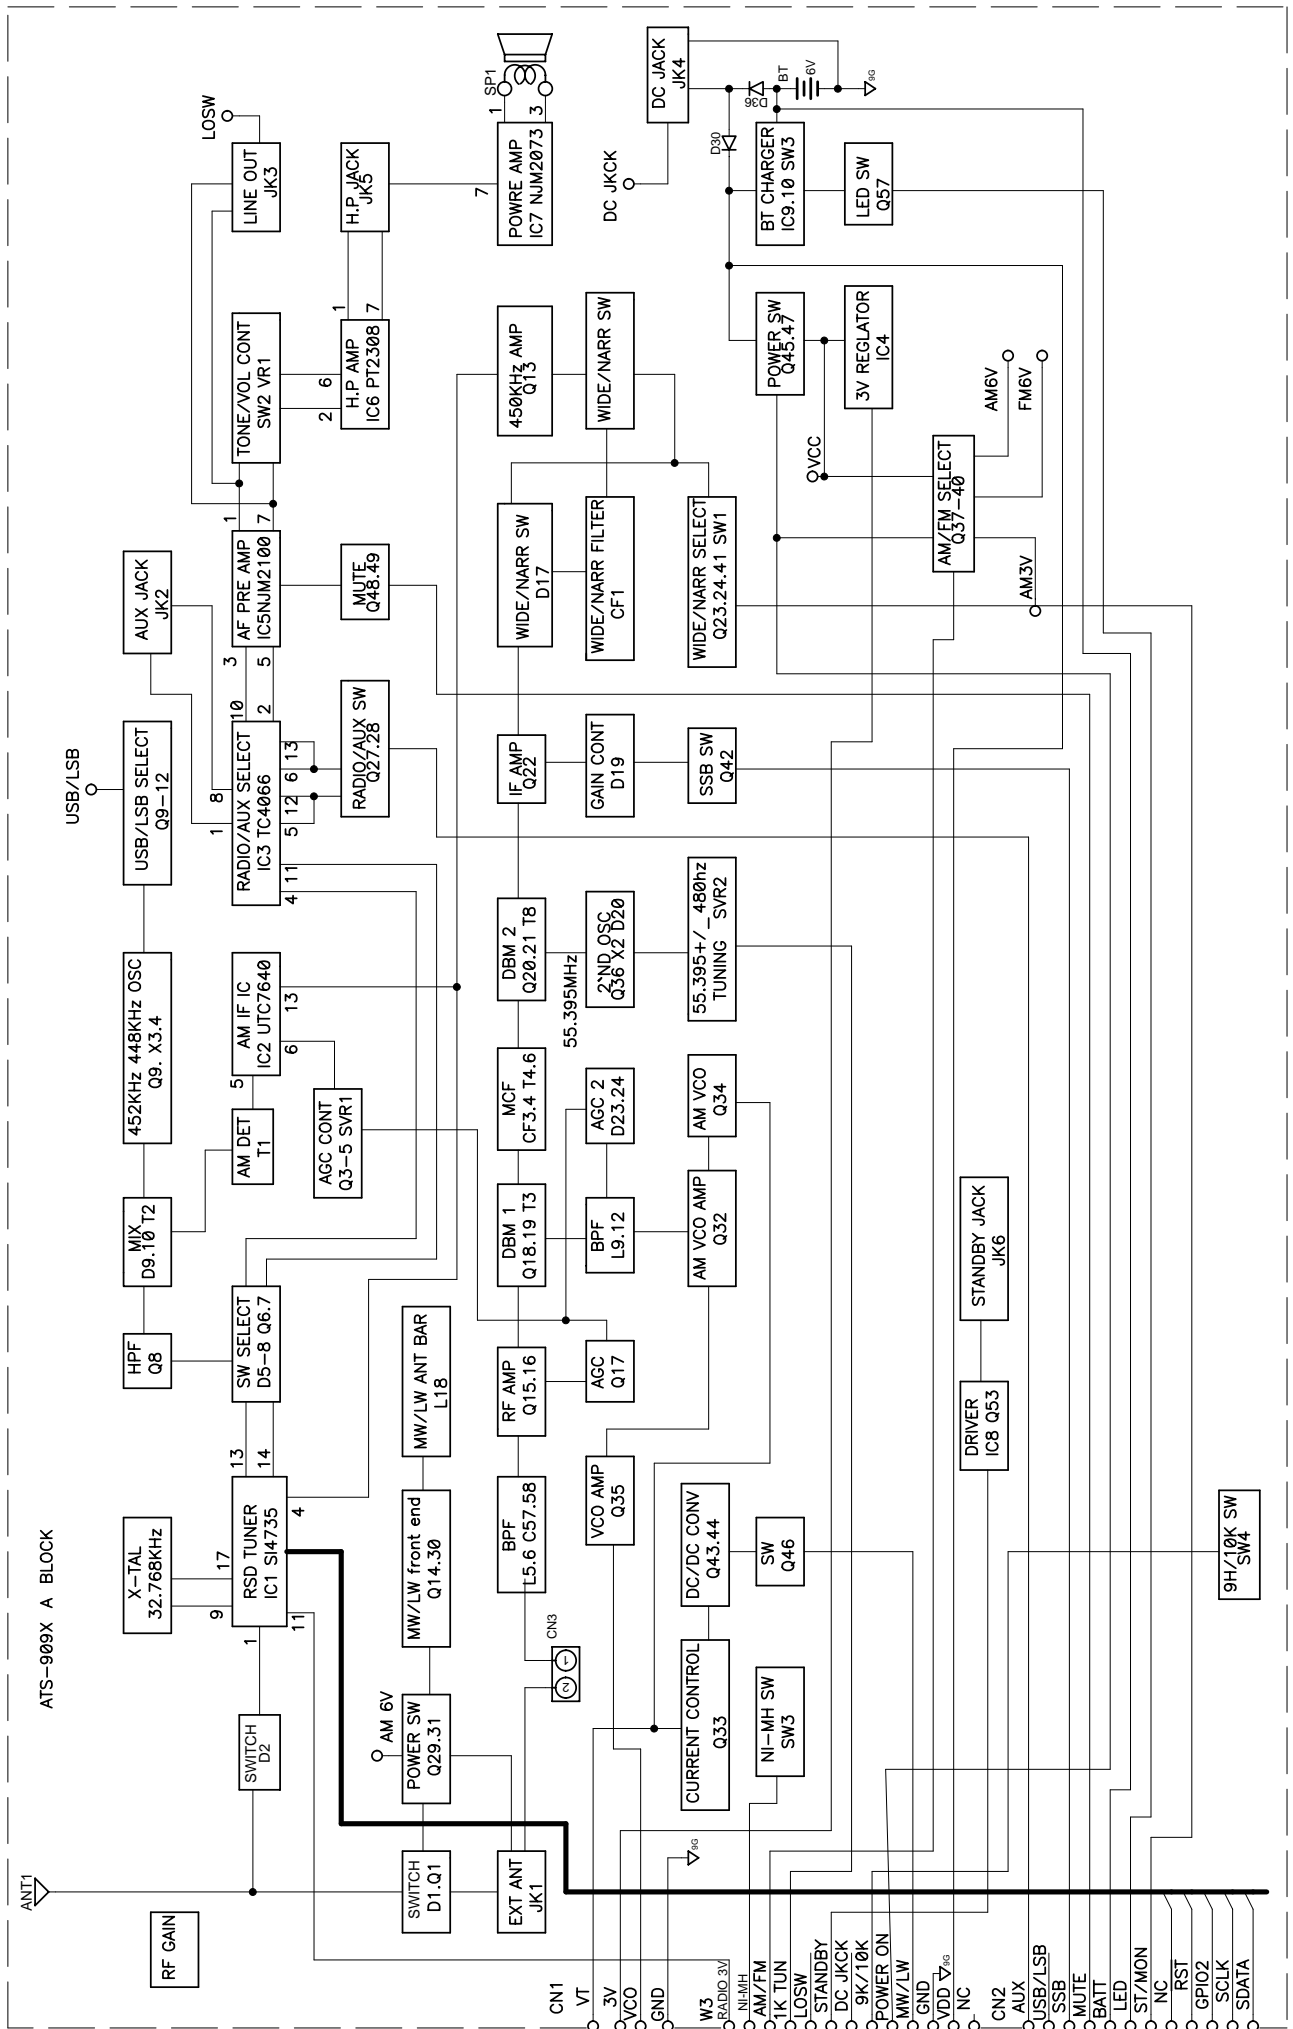 ATS-909X A BLOCK
ANT1
RF GAIN
SWITCH
D2
X-TAL
32.768KHz
9
17
1
RSD TUNER
IC1 SI4735
11
4
13
14
HPF
Q8
MIX
D9.10 T2
452KHz 448KHz OSC
Q9. X3.4
USB/LSB SELECT
Q9-12
USB/LSB
AUX JACK
JK2
SW SELECT
D5-8 Q6.7
AM DET
T1
5
AM IF IC
IC2 UTC7640
6
13
AGC CONT
Q3-5 SVR1
1
8
RADIO/AUX SELECT
IC3 TC4066
4
11
5
12
6
13
10
2
3
5
AF PRE AMP
IC5NJM2100
1
7
TONE/VOL CONT
SW2 VR1
LINE OUT
JK3
LOSW
RADIO/AUX SW
Q27.28
MUTE
Q48.49
2
6
H.P AMP
IC6 PT2308
1
7
H.P JACK
JK5
SWITCH
D1.Q1
AM 6V
POWER SW
Q29.31
MW/LW front end
Q14.30
MW/LW ANT BAR
L18
EXT ANT
JK1
2
1
CN3
BPF
L5.6 C57.58
RF AMP
Q15.16
DBM 1
Q18.19 T3
MCF
CF3.4 T4.6
DBM 2
Q20.21 T8
IF AMP
Q22
WIDE/NARR SW
D17
450KHz AMP
Q13
7
POWRE AMP
IC7 NJM2073
1
3
SP1
VCO AMP
Q35
AGC
Q17
BPF
L9.12
AGC 2
D23.24
55.395MHz
2`ND OSC
Q36 X2 D20
GAIN CONT
D19
WIDE/NARR FILTER
CF1
WIDE/NARR SW
CURRENT CONTROL
Q33
DC/DC CONV
Q43.44
AM VCO AMP
Q32
AM VCO
Q34
55.395+/_480hz
TUNING SVR2
SSB SW
Q42
WIDE/NARR SELECT
Q23.24.41 SW1
DC JKCK
DC JACK
JK4
D30
D36
BT
6V
9G
NI-MH SW
SW3
SW
Q46
POWER SW
Q45.47
BT CHARGER
IC9.10 SW3
VCC
3V REGLATOR
IC4
LED SW
Q57
AM/FM SELECT
Q37-40
AM6V
FM6V
AM3V
DRIVER
IC8 Q53
STANDBY JACK
JK6
9H/10K SW
SW4
CN1
VT
3V
VCO
GND
9G
W3
RADIO 3V
NI-MH
AM/FM
1K TUN
LOSW
STANDBY
DC JKCK
9K/10K
POWER ON
MW/LW
GND
VDD
9G
NC
CN2
AUX
USB/LSB
SSB
MUTE
BATT
LED
ST/MON
NC
RST
GPIO2
SCLK
SDATA